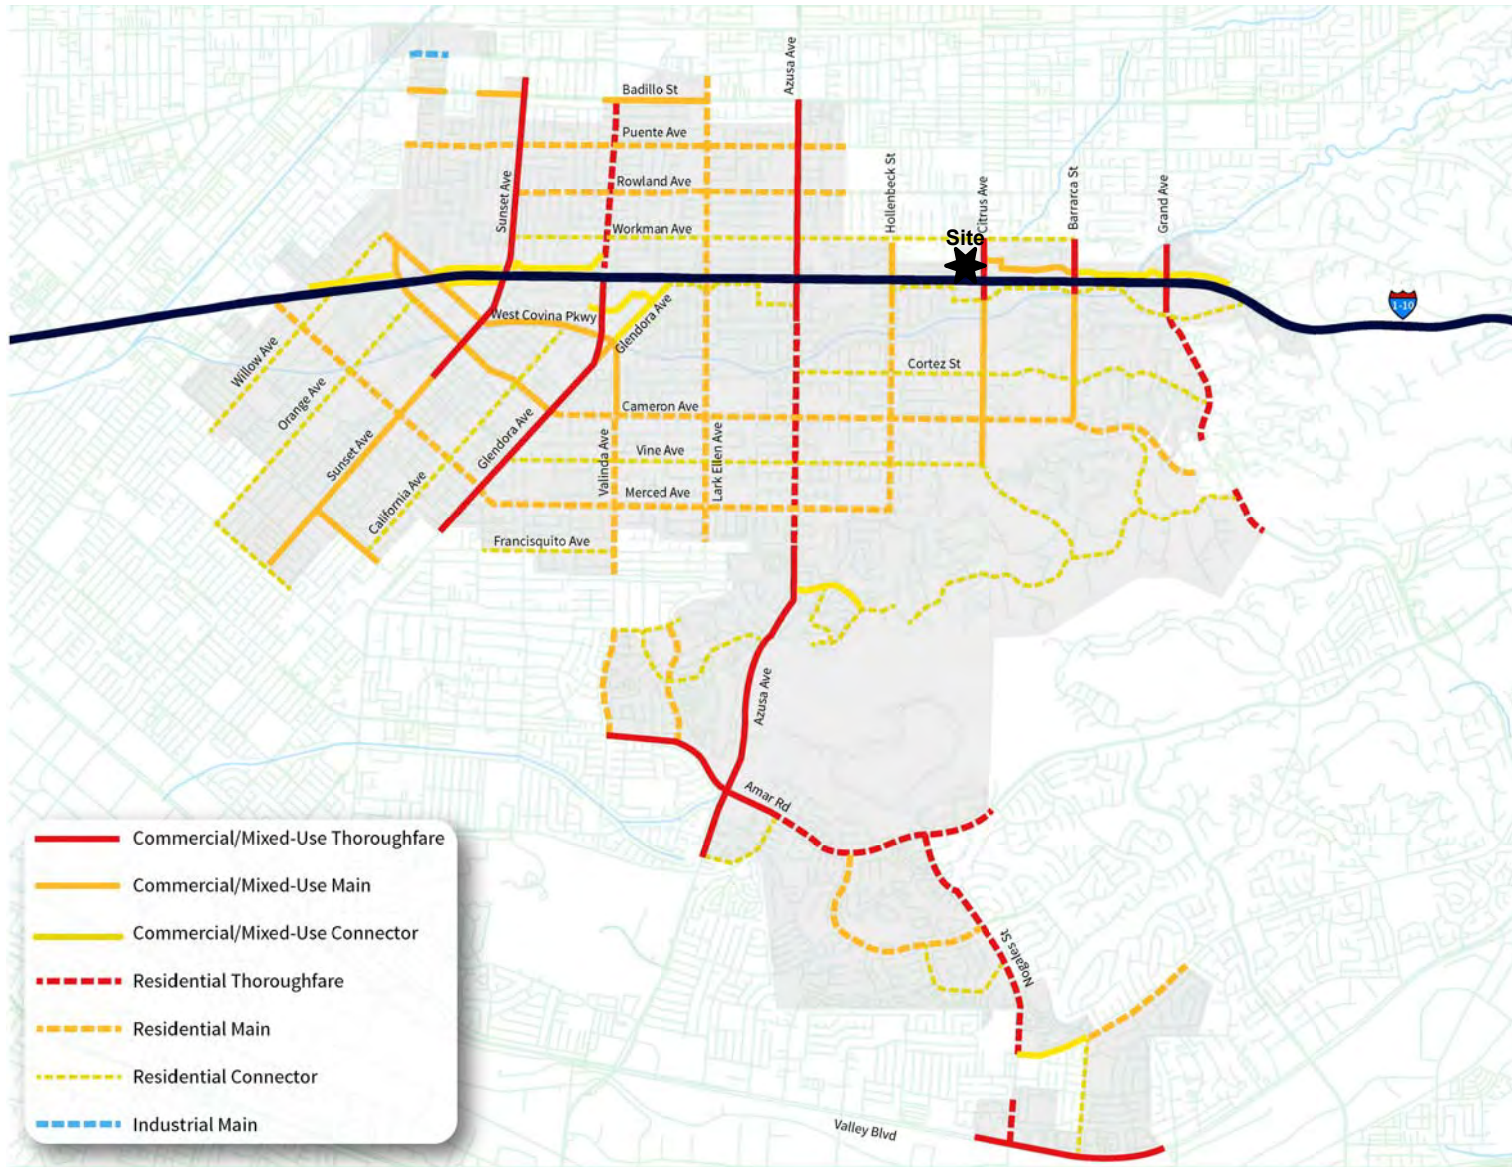 Badillo St
Azusa Ave
Puente Ave
Rowland Ave
Sunset Ave
Workman Ave
Hollenbeck St
Citrus Ave
Barrarca St
Grand Ave
Site
I-10
West Covina Pkwy
Glendora Ave
Willow Ave
Orange Ave
Cortez St
Cameron Ave
Sunset Ave
Glendora Ave
Valinda Ave
Vine Ave
Lark Ellen Ave
California Ave
Merced Ave
Francisquito Ave
Azusa Ave
Amar Rd
Nogales St
Valley Blvd
Commercial/Mixed-Use Thoroughfare
Commercial/Mixed-Use Main
Commercial/Mixed-Use Connector
Residential Thoroughfare
Residential Main
Residential Connector
Industrial Main